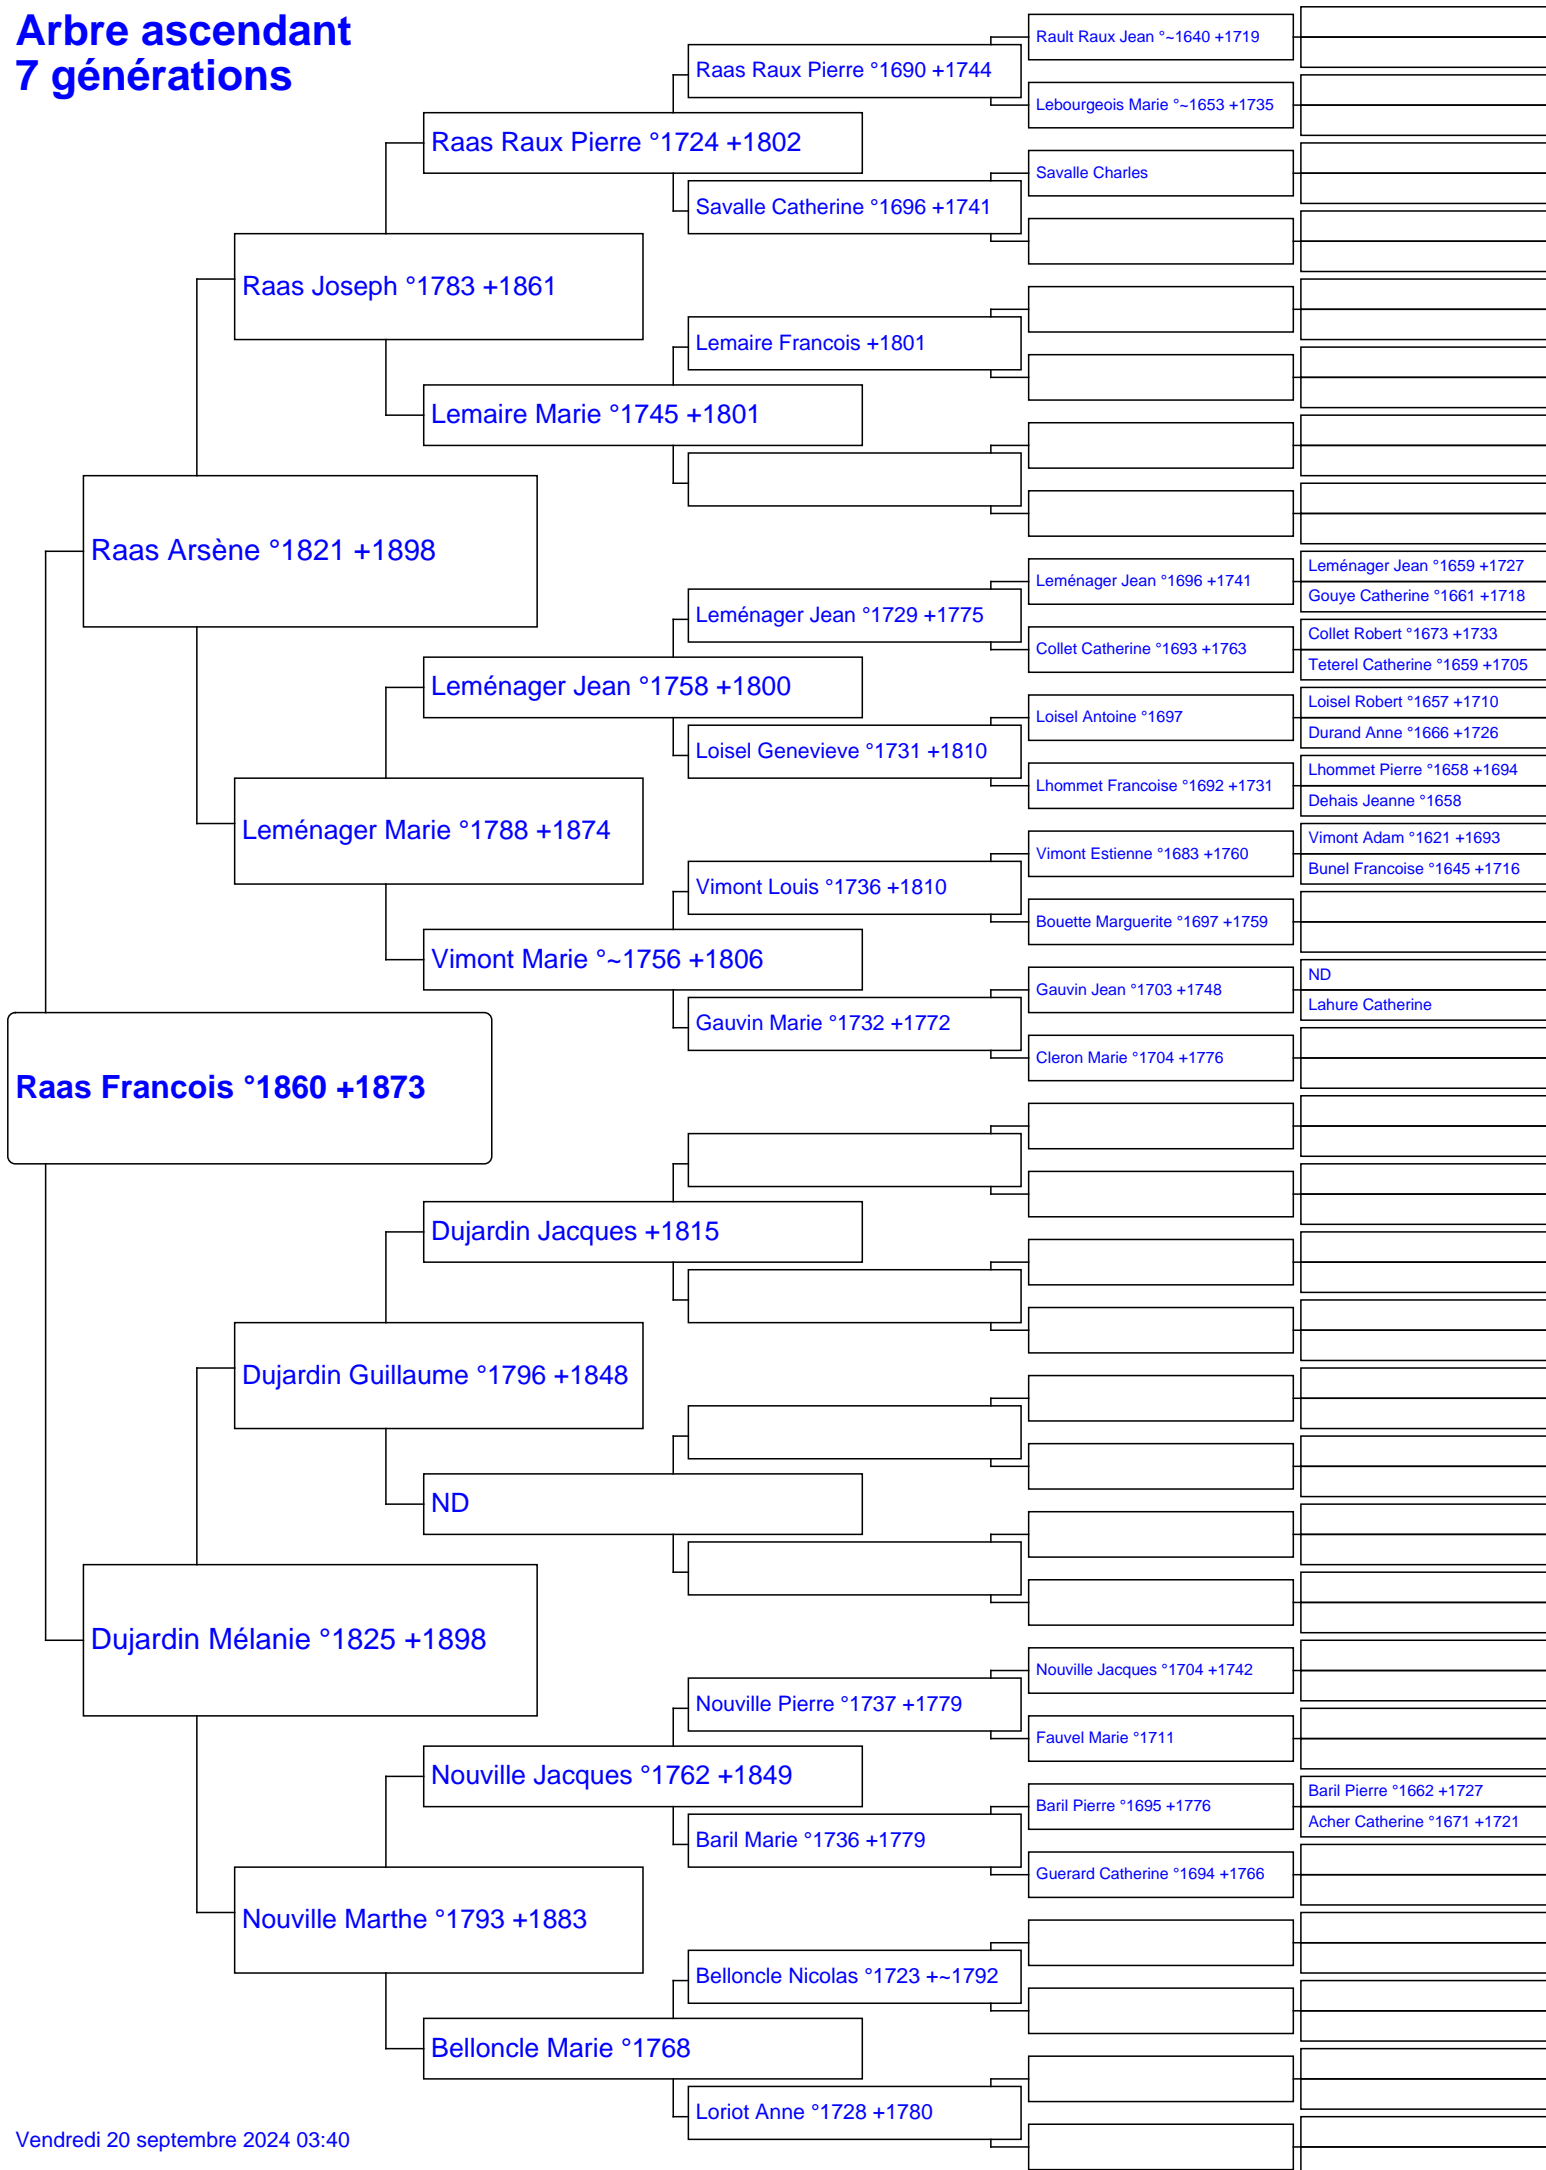 Arbre ascendant
7 générations
Rault Raux Jean °~1640 +1719
Raas Raux Pierre °1690 +1744
Lebourgeois Marie °~1653 +1735
Raas Raux Pierre °1724 +1802
Savalle Charles
Savalle Catherine °1696 +1741
Raas Joseph °1783 +1861
Lemaire Francois +1801
Lemaire Marie °1745 +1801
Raas Arsène °1821 +1898
Leménager Jean °1659 +1727
Leménager Jean °1696 +1741
Gouye Catherine °1661 +1718
Leménager Jean °1729 +1775
Collet Robert °1673 +1733
Collet Catherine °1693 +1763
Teterel Catherine °1659 +1705
Leménager Jean °1758 +1800
Loisel Robert °1657 +1710
Loisel Antoine °1697
Durand Anne °1666 +1726
Loisel Genevieve °1731 +1810
Lhommet Pierre °1658 +1694
Lhommet Francoise °1692 +1731
Dehais Jeanne °1658
Leménager Marie °1788 +1874
Vimont Adam °1621 +1693
Vimont Estienne °1683 +1760
Bunel Francoise °1645 +1716
Vimont Louis °1736 +1810
Bouette Marguerite °1697 +1759
Vimont Marie °~1756 +1806
ND
Gauvin Jean °1703 +1748
Lahure Catherine
Gauvin Marie °1732 +1772
Cleron Marie °1704 +1776
Raas Francois °1860 +1873
Dujardin Jacques +1815
Dujardin Guillaume °1796 +1848
ND
Dujardin Mélanie °1825 +1898
Nouville Jacques °1704 +1742
Nouville Pierre °1737 +1779
Fauvel Marie °1711
Nouville Jacques °1762 +1849
Baril Pierre °1662 +1727
Baril Pierre °1695 +1776
Acher Catherine °1671 +1721
Baril Marie °1736 +1779
Guerard Catherine °1694 +1766
Nouville Marthe °1793 +1883
Belloncle Nicolas °1723 +~1792
Belloncle Marie °1768
Loriot Anne °1728 +1780
Vendredi 20 septembre 2024 03:40